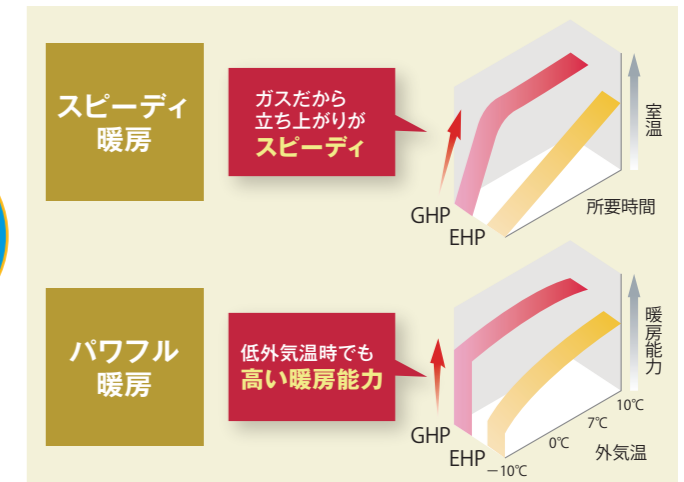 スピーディ
暖房
ガスだから
立ち上がりが
スピーディ
室温
所要時間
GHP
EHP
パワフル
暖房
低外気温時でも
高い暖房能力
暖房能力
10℃
7℃
0℃
外気温
GHP
EHP
−10℃